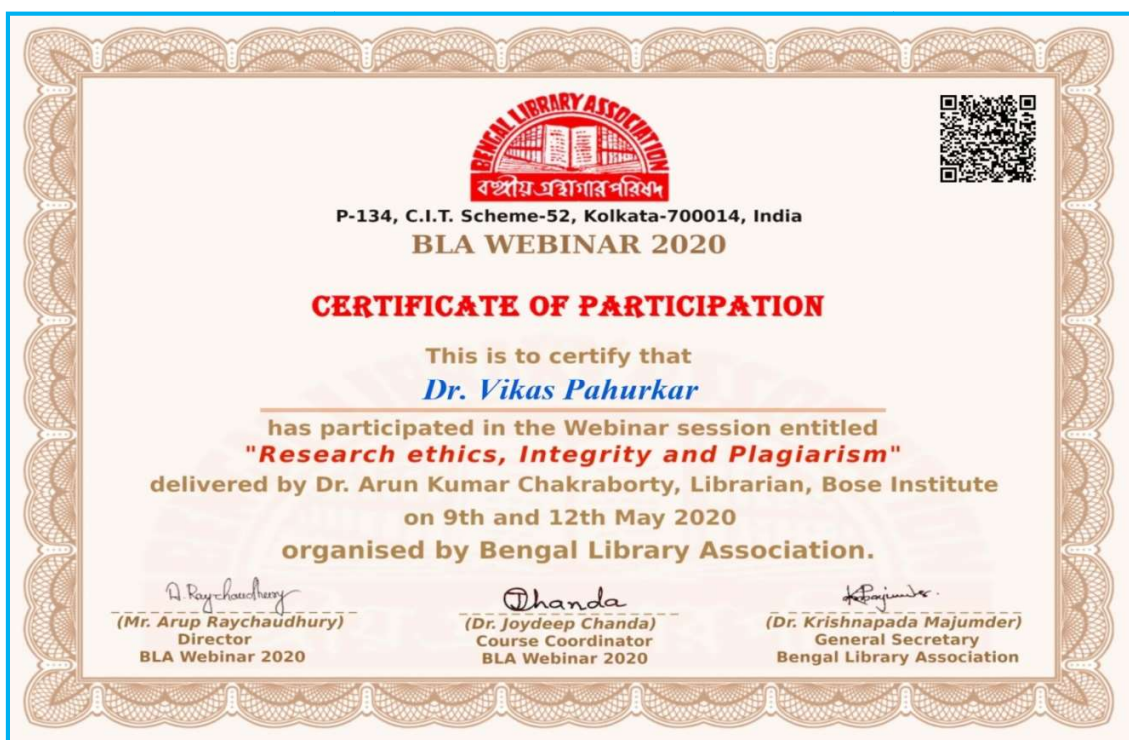 BENGAL LIBRARY ASSOCIATION
বঙ্গীয় গ্রন্থাগার পরিষদ
P-134, C.I.T. Scheme-52, Kolkata-700014, India
BLA WEBINAR 2020
CERTIFICATE OF PARTICIPATION
This is to certify that
Dr. Vikas Pahurkar
has participated in the Webinar session entitled
"Research ethics, Integrity and Plagiarism"
delivered by Dr. Arun Kumar Chakraborty, Librarian, Bose Institute
on 9th and 12th May 2020
organised by Bengal Library Association.
A. Raychaudhury
(Mr. Arup Raychaudhury)
Director
BLA Webinar 2020
JChanda
(Dr. Joydeep Chanda)
Course Coordinator
BLA Webinar 2020
(Dr. Krishnapada Majumder)
General Secretary
Bengal Library Association